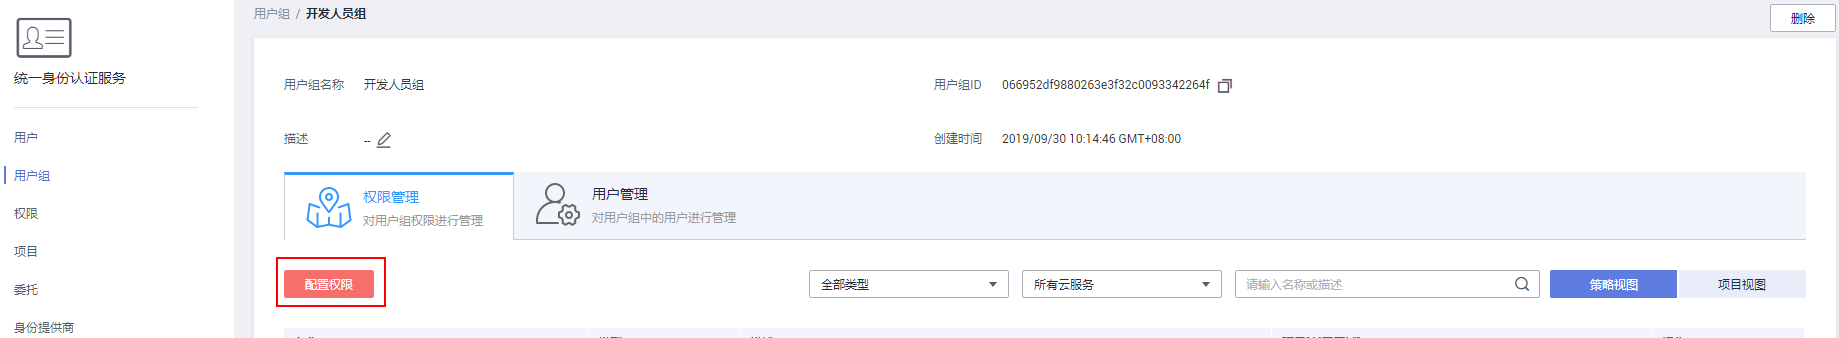 用户组 / 开发人员组
删除
统一身份认证服务
用户
用户组
权限
项目
委托
身份提供商
用户组名称 开发人员组
用户组ID 066952df9880263e3f32c0093342264f
描述 --
创建时间 2019/09/30 10:14:46 GMT+08:00
权限管理
对用户组权限进行管理
用户管理
对用户组中的用户进行管理
配置权限
全部类型
所有云服务
请输入名称或描述
策略视图
项目视图